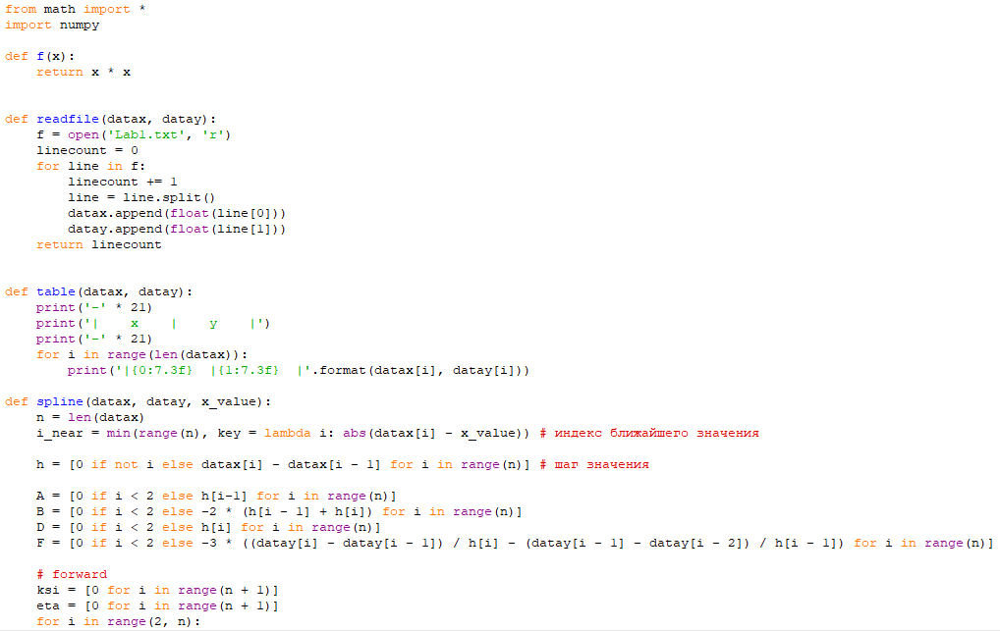 from math import *
import numpy
def f(x):
    return x * x
def readfile(datax, datay):
    f = open('Lab1.txt', 'r')
    linecount = 0
    for line in f:
        linecount += 1
        line = line.split()
        datax.append(float(line[0]))
        datay.append(float(line[1]))
    return linecount
def table(datax, datay):
    print('-' * 21)
    print('|    x    |    y    |')
    print('-' * 21)
    for i in range(len(datax)):
        print('|{0:7.3f}  |{1:7.3f}  |'.format(datax[i], datay[i]))
def spline(datax, datay, x_value):
    n = len(datax)
    i_near = min(range(n), key = lambda i: abs(datax[i] - x_value)) # индекс ближайшего значения
    h = [0 if not i else datax[i] - datax[i - 1] for i in range(n)] # шаг значения
    A = [0 if i < 2 else h[i-1] for i in range(n)]
    B = [0 if i < 2 else -2 * (h[i - 1] + h[i]) for i in range(n)]
    D = [0 if i < 2 else h[i] for i in range(n)]
    F = [0 if i < 2 else -3 * ((datay[i] - datay[i - 1]) / h[i] - (datay[i - 1] - datay[i - 2]) / h[i - 1]) for i in range(n)]
    # forward
    ksi = [0 for i in range(n + 1)]
    eta = [0 for i in range(n + 1)]
    for i in range(2, n):